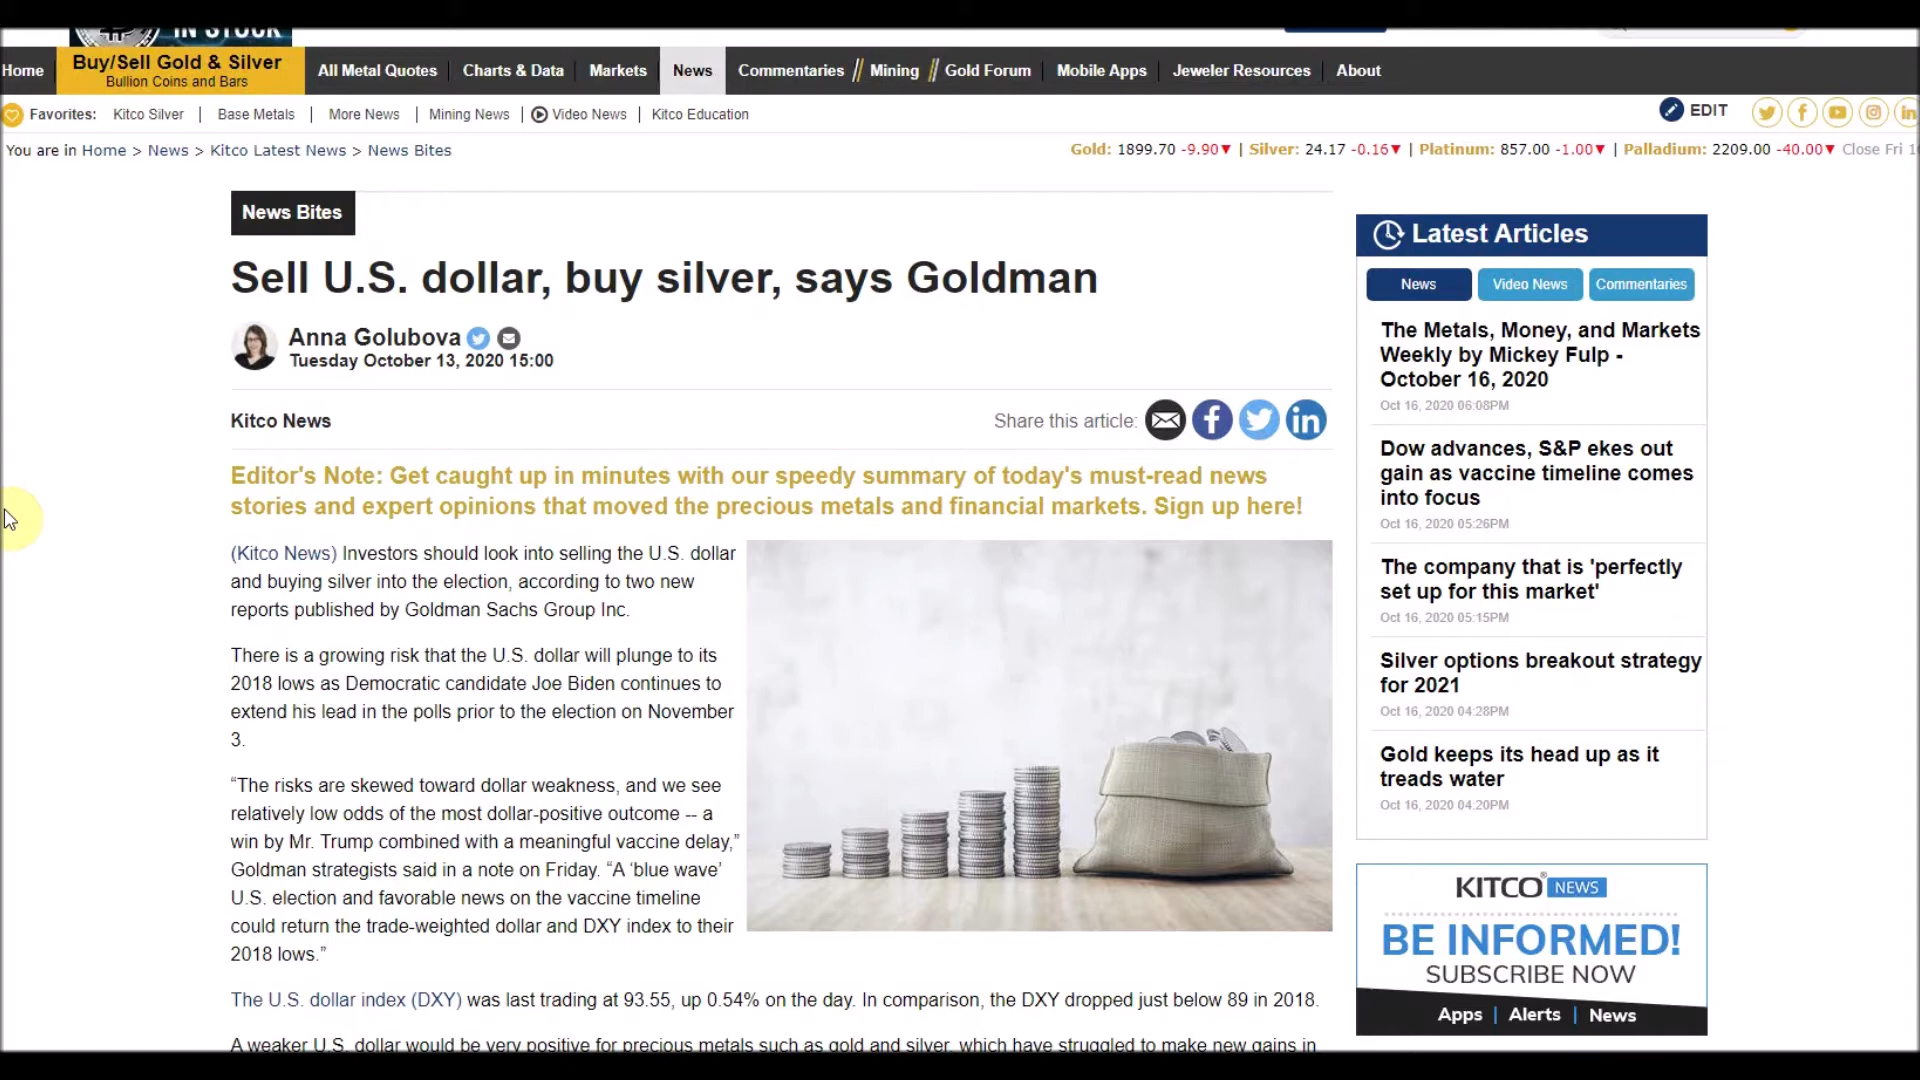 IN STOCK
Home
Buy/Sell Gold & Silver
Bullion Coins and Bars
All Metal Quotes
Charts & Data
Markets
News
Commentaries
Mining
Gold Forum
Mobile Apps
Jeweler Resources
About
Favorites: Kitco Silver | Base Metals | More News | Mining News | Video News | Kitco Education
EDIT
You are in Home > News > Kitco Latest News > News Bites
Gold: 1899.70 -9.90▼ | Silver: 24.17 -0.16▼ | Platinum: 857.00 -1.00▼ | Palladium: 2209.00 -40.00▼ Close Fri
News Bites
Sell U.S. dollar, buy silver, says Goldman
Anna Golubova
Tuesday October 13, 2020 15:00
Kitco News
Share this article:
Editor's Note: Get caught up in minutes with our speedy summary of today's must-read news
stories and expert opinions that moved the precious metals and financial markets. Sign up here!
(Kitco News) Investors should look into selling the U.S. dollar
and buying silver into the election, according to two new
reports published by Goldman Sachs Group Inc.
There is a growing risk that the U.S. dollar will plunge to its
2018 lows as Democratic candidate Joe Biden continues to
extend his lead in the polls prior to the election on November
3.
“The risks are skewed toward dollar weakness, and we see
relatively low odds of the most dollar-positive outcome -- a
win by Mr. Trump combined with a meaningful vaccine delay,”
Goldman strategists said in a note on Friday. “A ‘blue wave’
U.S. election and favorable news on the vaccine timeline
could return the trade-weighted dollar and DXY index to their
2018 lows.”
The U.S. dollar index (DXY) was last trading at 93.55, up 0.54% on the day. In comparison, the DXY dropped just below 89 in 2018.
A weaker U.S. dollar would be very positive for precious metals such as gold and silver, which have struggled to make new gains in
Latest Articles
News
Video News
Commentaries
The Metals, Money, and Markets
Weekly by Mickey Fulp -
October 16, 2020
Oct 16, 2020 06:08PM
Dow advances, S&P ekes out
gain as vaccine timeline comes
into focus
Oct 16, 2020 05:26PM
The company that is 'perfectly
set up for this market'
Oct 16, 2020 05:15PM
Silver options breakout strategy
for 2021
Oct 16, 2020 04:28PM
Gold keeps its head up as it
treads water
Oct 16, 2020 04:20PM
KITCO® NEWS
BE INFORMED!
SUBSCRIBE NOW
Apps | Alerts | News